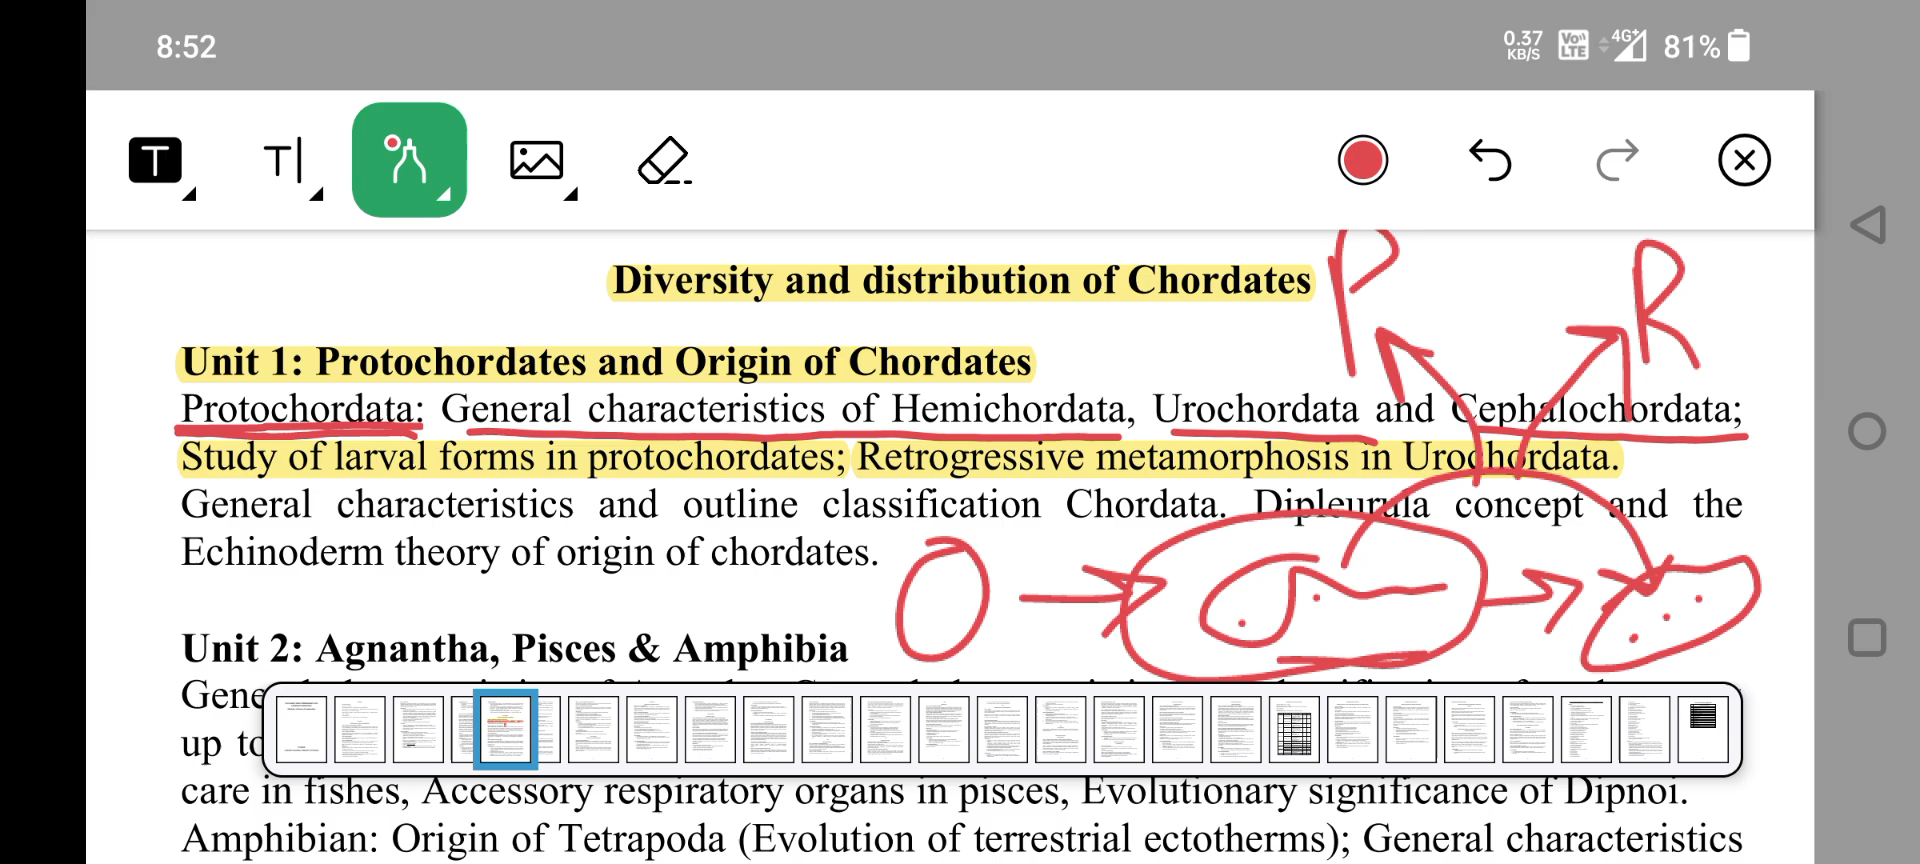 8:52
0.37 KB/S VoLTE 4G+ 81%
T T|
P R
Diversity and distribution of Chordates
Unit 1: Protochordates and Origin of Chordates
Protochordata: General characteristics of Hemichordata, Urochordata and Cephalochordata;
Study of larval forms in protochordates; Retrogressive metamorphosis in Urochordata.
General characteristics and outline classification Chordata. Dipleurula concept and the
Echinoderm theory of origin of chordates.
Unit 2: Agnantha, Pisces & Amphibia
Gene
up to
care in fishes, Accessory respiratory organs in pisces, Evolutionary significance of Dipnoi.
Amphibian: Origin of Tetrapoda (Evolution of terrestrial ectotherms); General characteristics